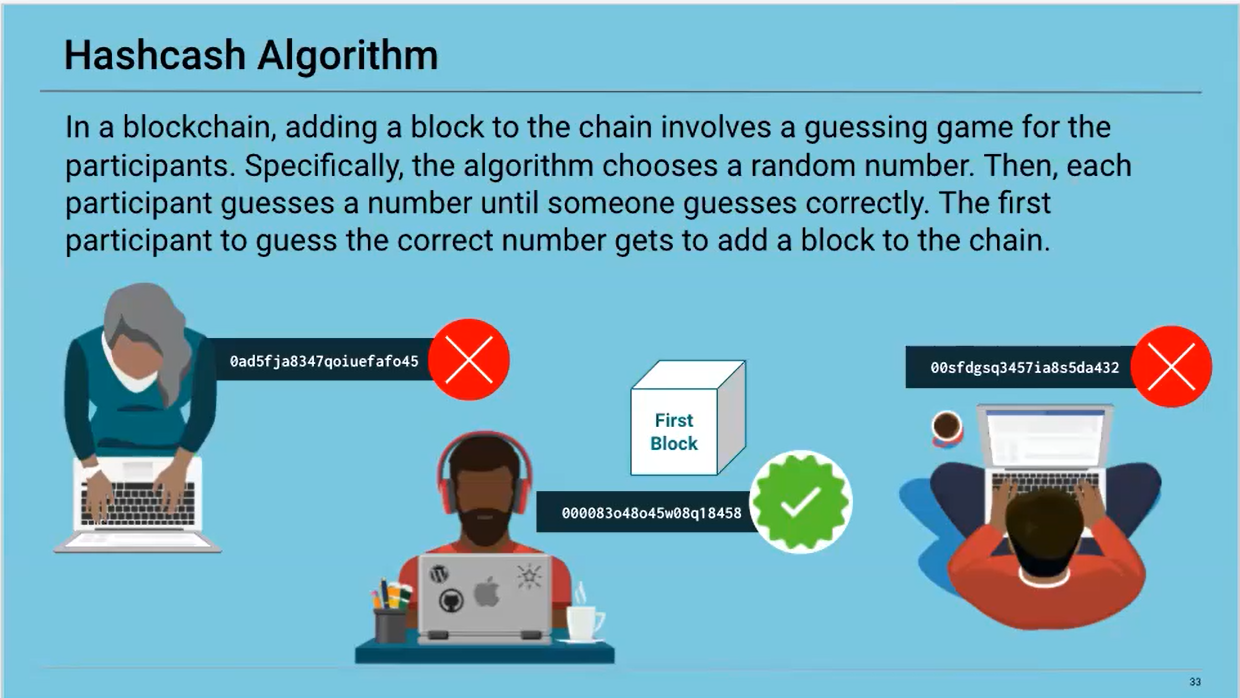 Hashcash Algorithm
In a blockchain, adding a block to the chain involves a guessing game for the
participants. Specifically, the algorithm chooses a random number. Then, each
participant guesses a number until someone guesses correctly. The first
participant to guess the correct number gets to add a block to the chain.
0ad5fja8347qoiuefafo45
00sfdgsq3457ia8s5da432
First
Block
000083o48o45w08q18458
33